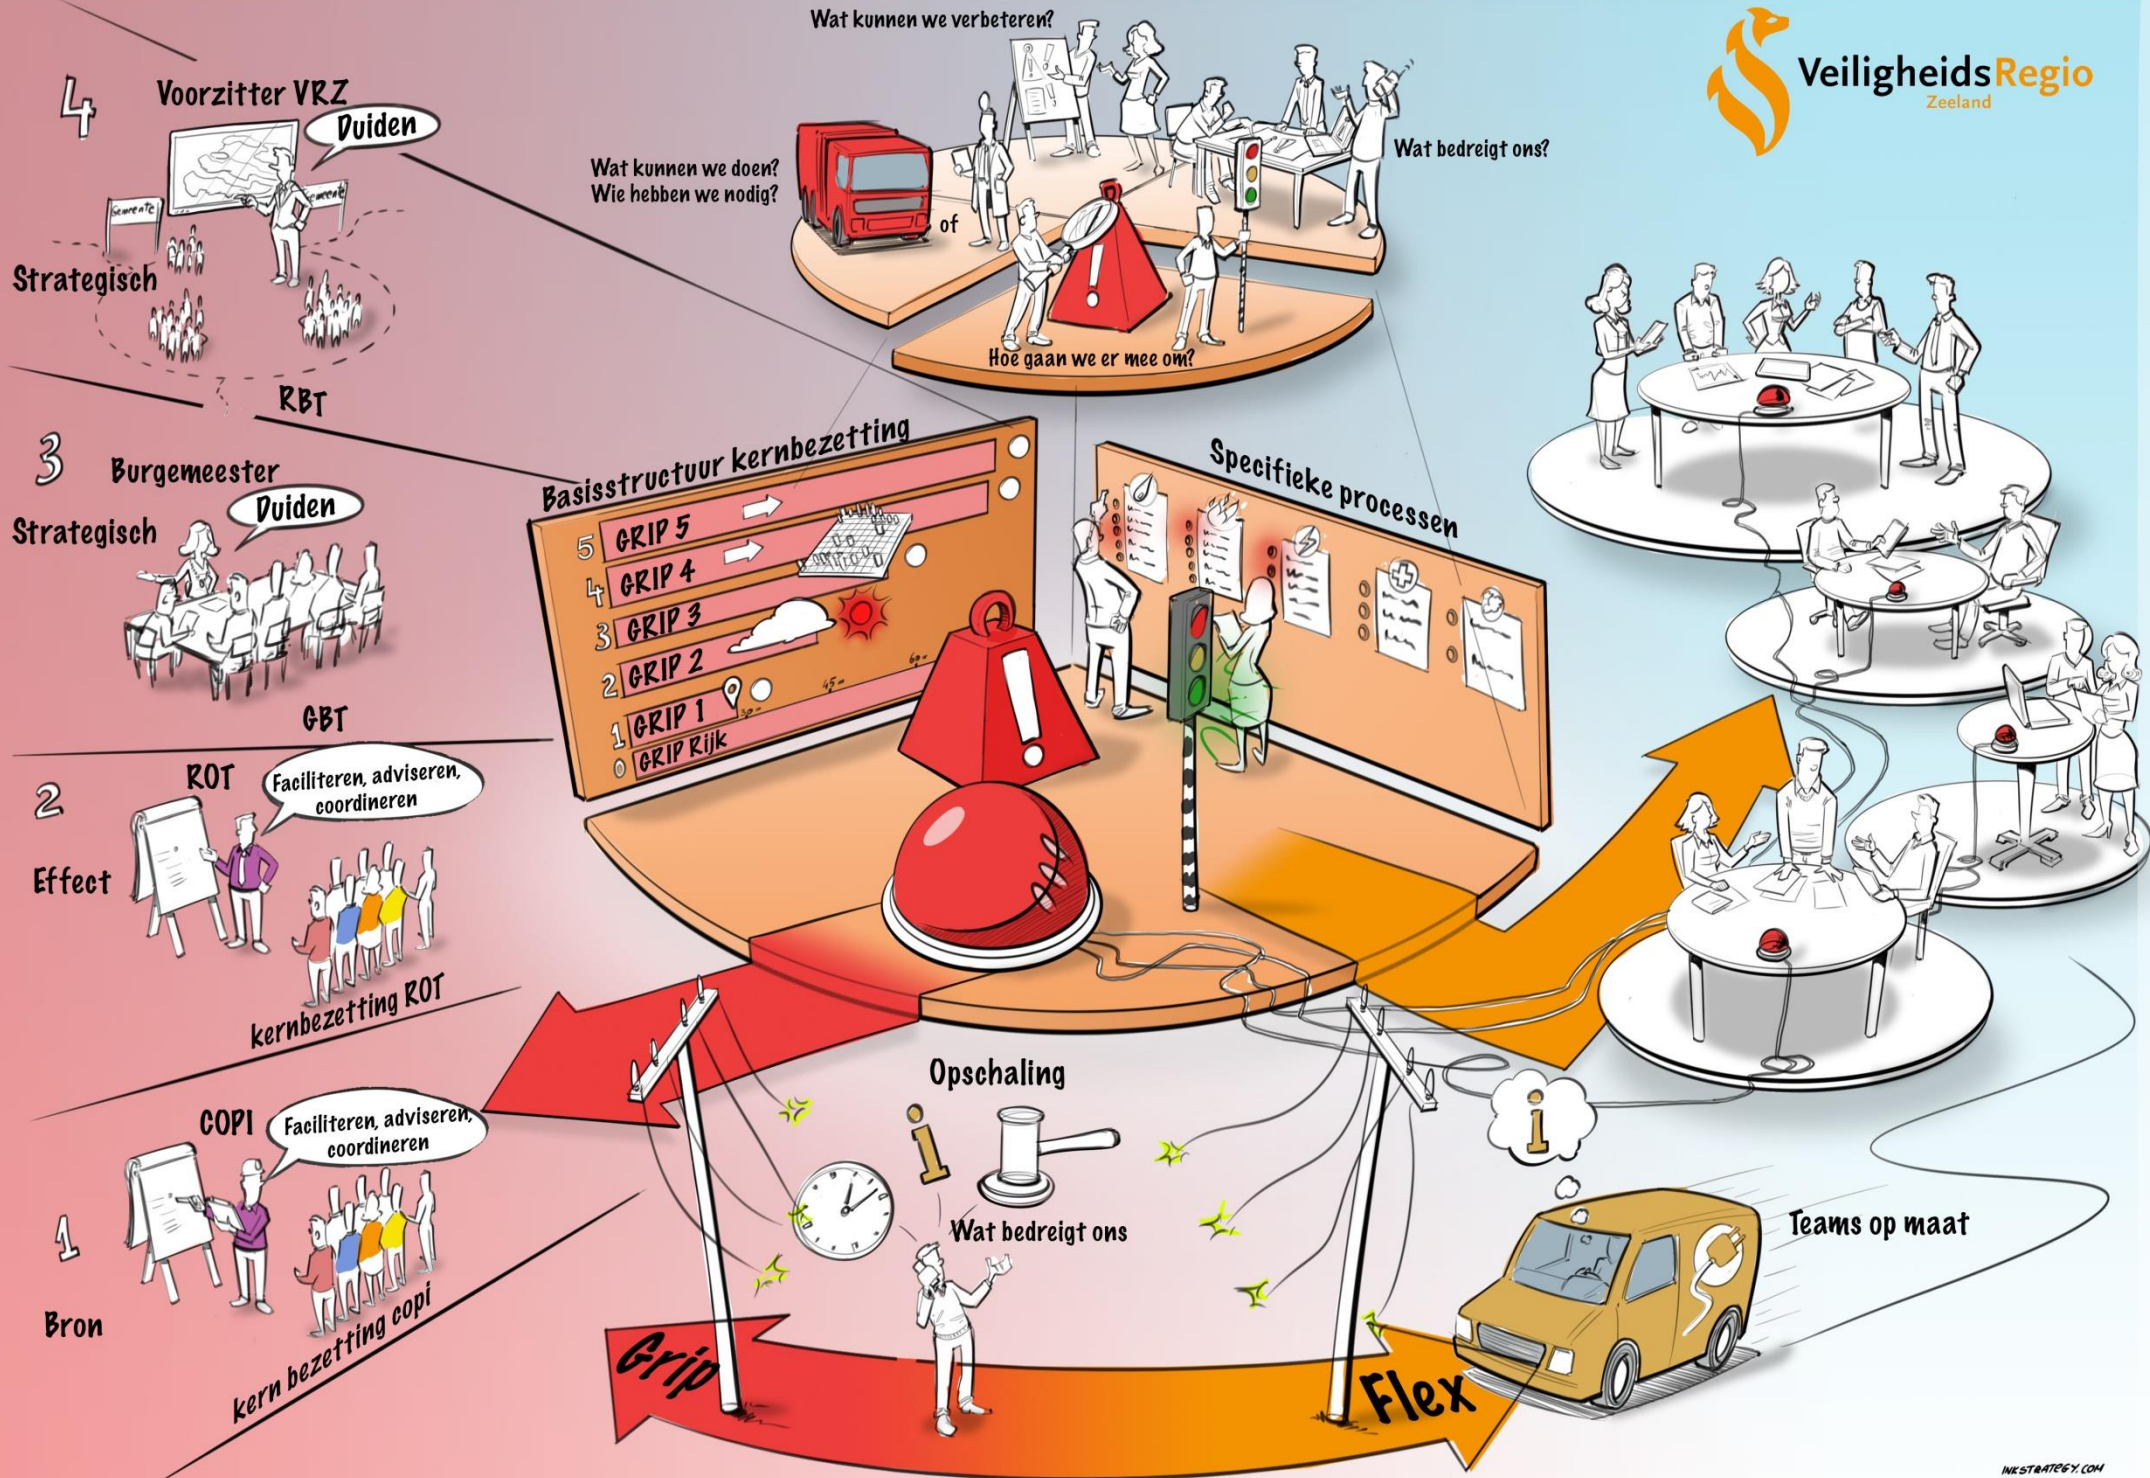 Wat kunnen we verbeteren?
VeiligheidsRegio
Zeeland
4
Voorzitter VRZ
Duiden
Gemeente
Strategisch
RBT
Wat kunnen we doen?
Wie hebben we nodig?
of
Wat bedreigt ons?
Hoe gaan we er mee om?
3
Burgemeester
Duiden
Strategisch
GBT
Basisstructuur kernbezetting
5 GRIP 5
4 GRIP 4
3 GRIP 3
2 GRIP 2
1 GRIP 1
0 GRIP Rijk
30
45
60
Specifieke processen
2
ROT
Faciliteren, adviseren,
coordineren
Effect
kernbezetting ROT
1
COPI
Faciliteren, adviseren,
coordineren
Bron
kern bezetting copi
Opschaling
i
Wat bedreigt ons
i
Teams op maat
Grip
Flex
INKSTRATEGY.COM